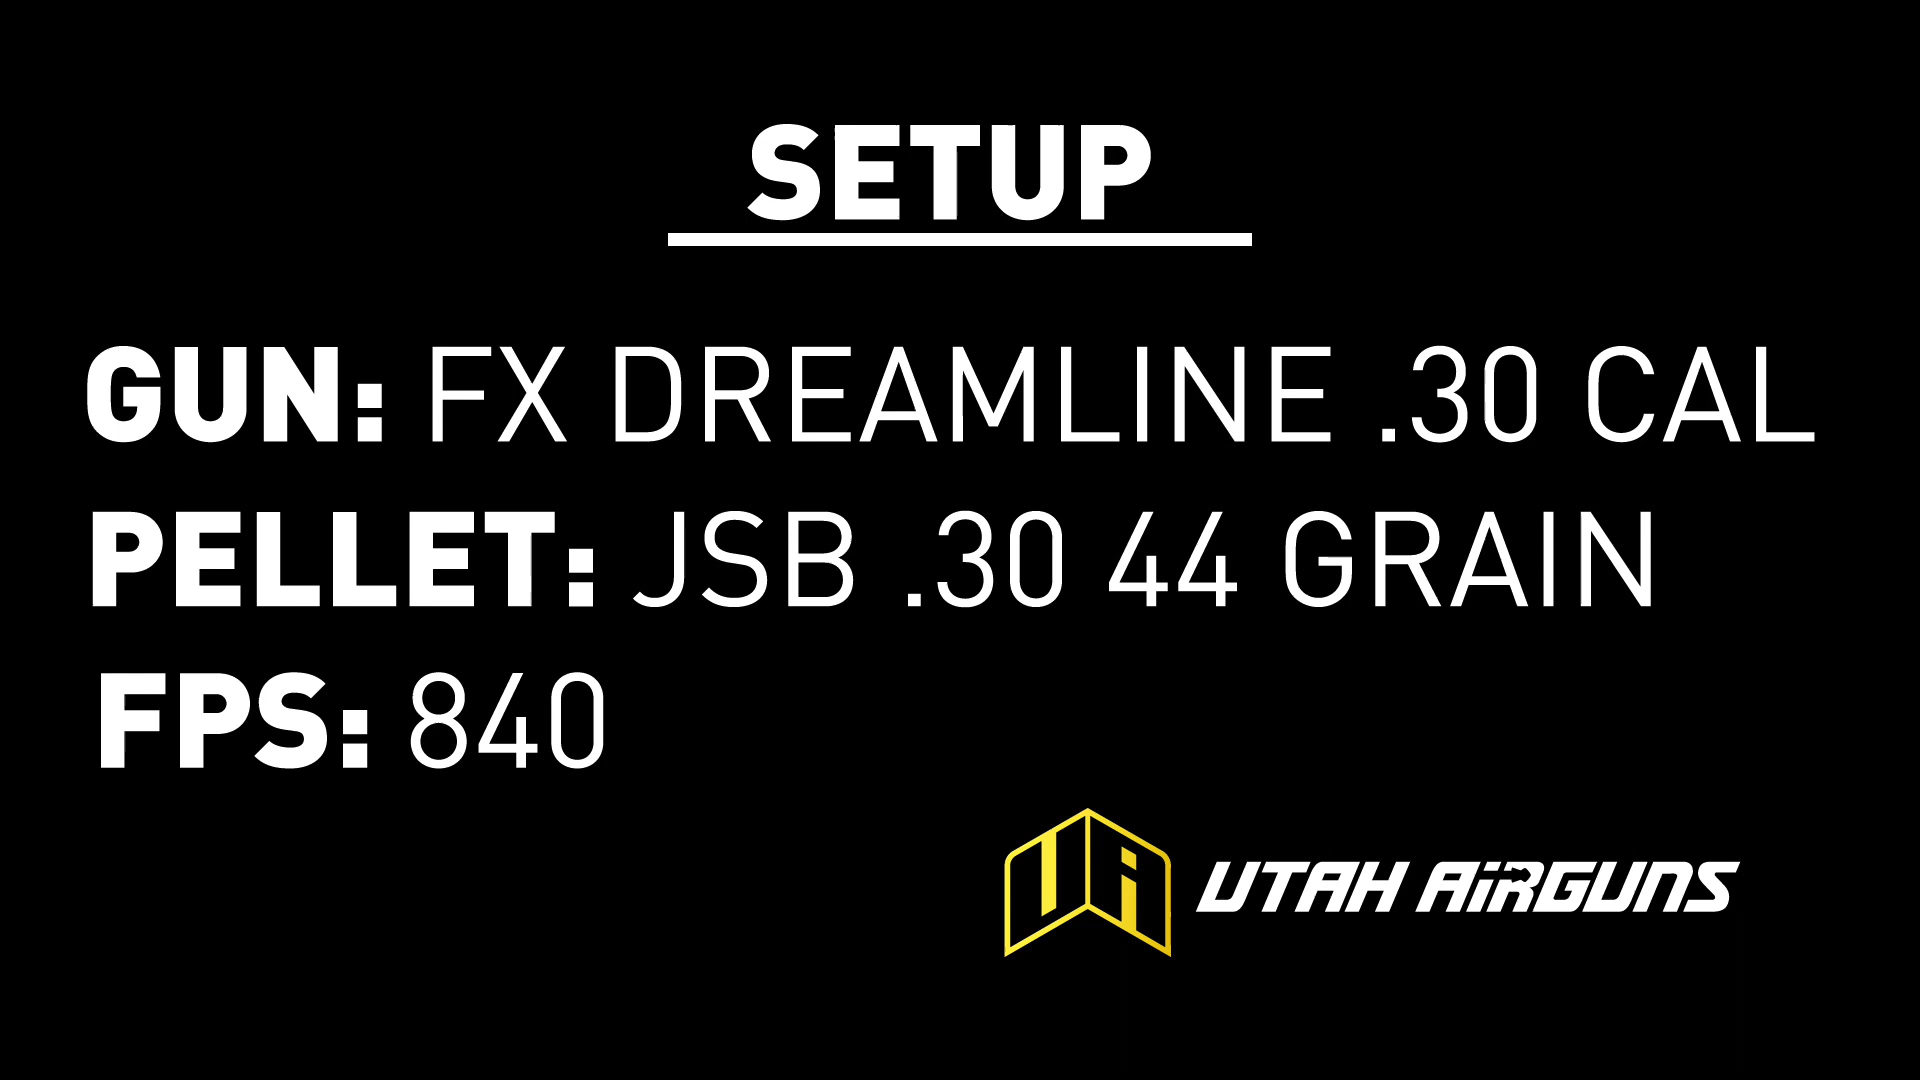 SETUP
GUN: FX DREAMLINE .30 CAL
PELLET: JSB .30 44 GRAIN
FPS: 840
UTAH AiRGUNS